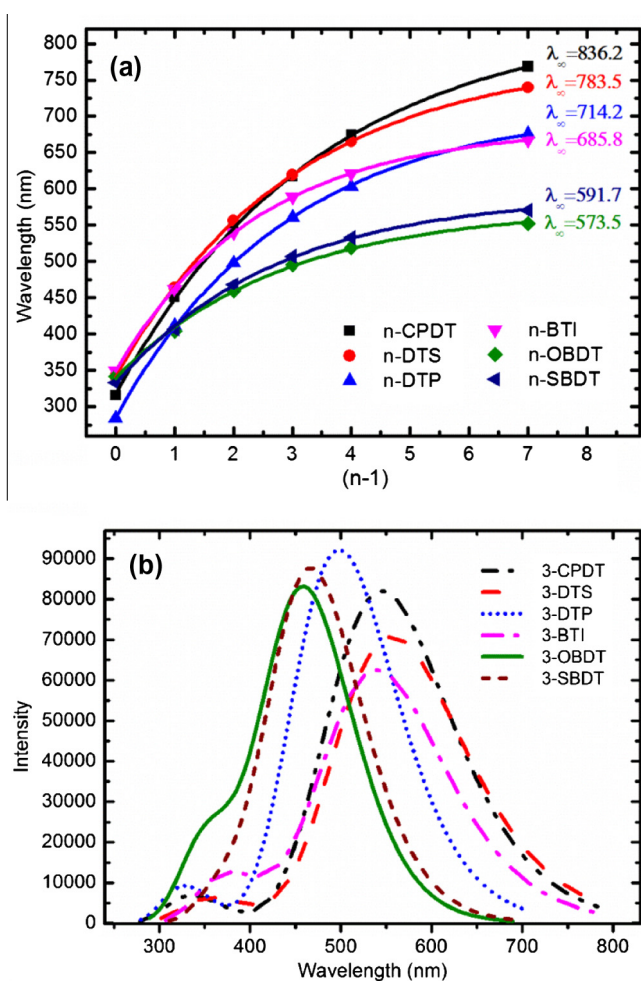 (a)
λ∞=836.2
λ∞=783.5
λ∞=714.2
λ∞=685.8
λ∞=591.7
λ∞=573.5
Wavelength (nm)
800
750
700
650
600
550
500
450
400
350
300
n-CPDT
n-DTS
n-DTP
n-BTI
n-OBDT
n-SBDT
0 1 2 3 4 5 6 7 8
(n-1)
(b)
3-CPDT
3-DTS
3-DTP
3-BTI
3-OBDT
3-SBDT
Intensity
90000
80000
70000
60000
50000
40000
30000
20000
10000
0
300 400 500 600 700 800
Wavelength (nm)